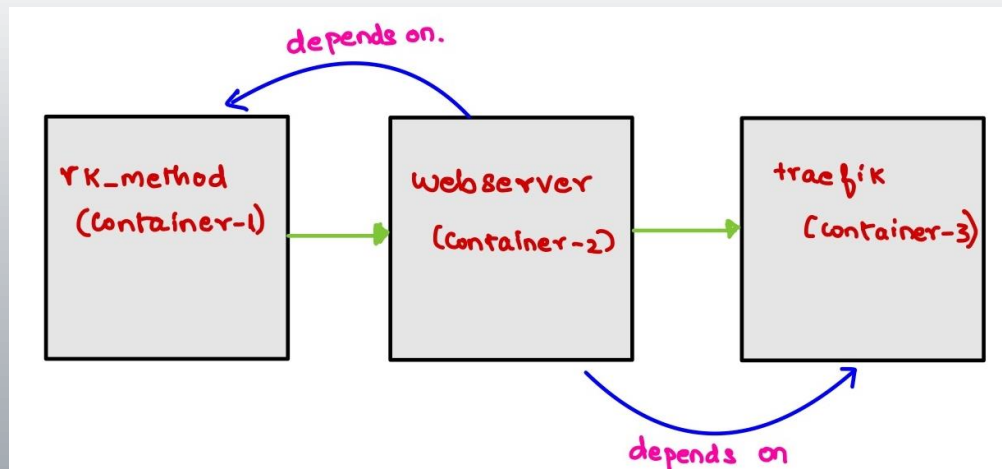 depends on.
rk_method
(Container-1)
webserver
(Container-2)
traefik
(Container-3)
depends on